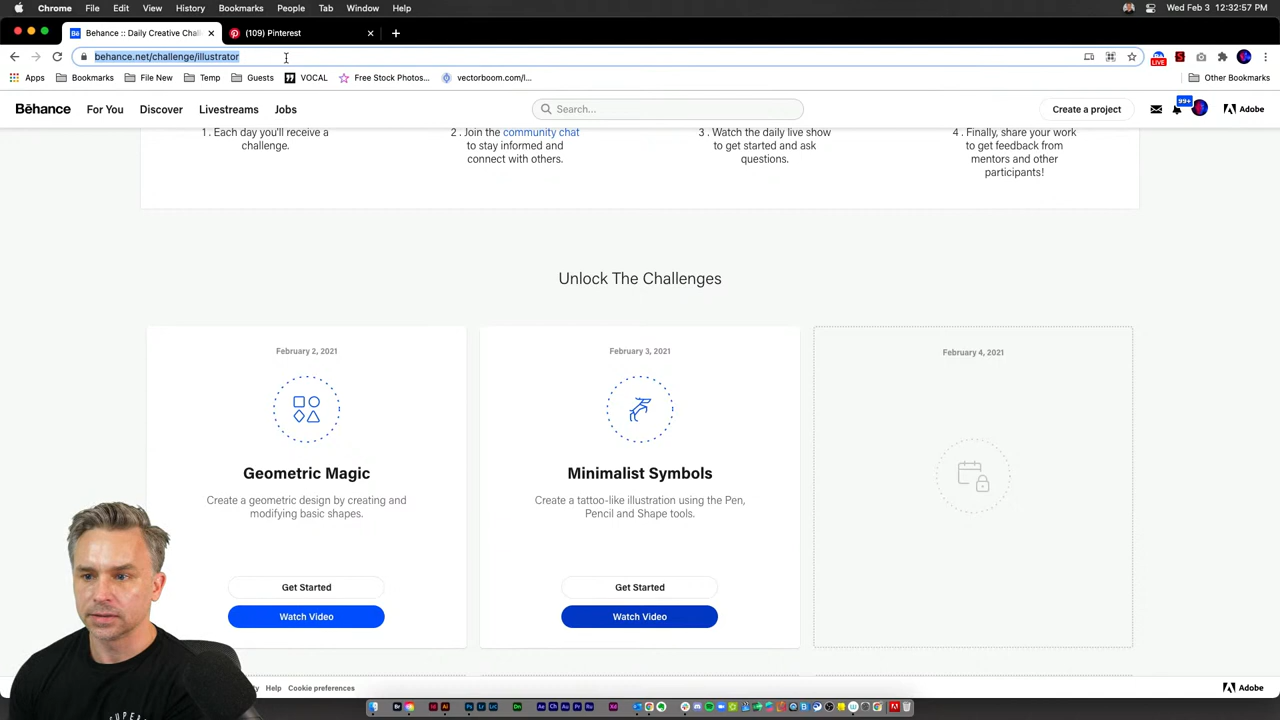 Chrome File Edit View History Bookmarks People Tab Window Help
Wed Feb 3 12:32:57 PM
Behance :: Daily Creative Chall
(109) Pinterest
behance.net/challenge/illustrator
Apps Bookmarks File New Temp Guests VOCAL Free Stock Photos... vectorboom.com/l... Other Bookmarks
Bēhance For You Discover Livestreams Jobs Search... Create a project 99+ Adobe
1 . Each day you'll receive a
challenge.
2 . Join the community chat
to stay informed and
connect with others.
3 . Watch the daily live show
to get started and ask
questions.
4 . Finally, share your work
to get feedback from
mentors and other
participants!
Unlock The Challenges
February 2, 2021
Geometric Magic
Create a geometric design by creating and
modifying basic shapes.
Get Started
Watch Video
February 3, 2021
Minimalist Symbols
Create a tattoo-like illustration using the Pen,
Pencil and Shape tools.
Get Started
Watch Video
February 4, 2021
Help Cookie preferences
Adobe